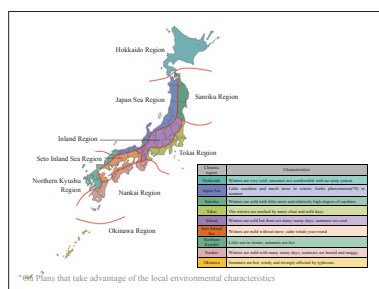 Hokkaido Region
Japan Sea Region
Sanriku Region
Inland Region
Tokai Region
Seto Inland Sea Region
Northern Kyushu
Region
Nankai Region
Okinawa Region
Climatic
region
Characteristics
Hokkaido
Winters are very cold; summers are comfortable with no rainy season
Japan Sea
Little sunshine and much snow in winter; foehn phenomenon(*6) in
summer
Sanriku
Winters are cold with little snow and relatively high degree of sunshine
Tokai
The winters are marked by many clear and mild days
Inland
Winters are cold but there are many sunny days; summers are cool
Seto Inland
Sea
Winters are mild without snow; calm winds year-round
Northern
Kyushu
Little sun in winter; summers are hot
Nankai
Winters are mild with many sunny days; summers are humid and muggy
Okinawa
Summers are hot, windy and strongly affected by typhoons
Plans that take advantage of the local environmental characteristics